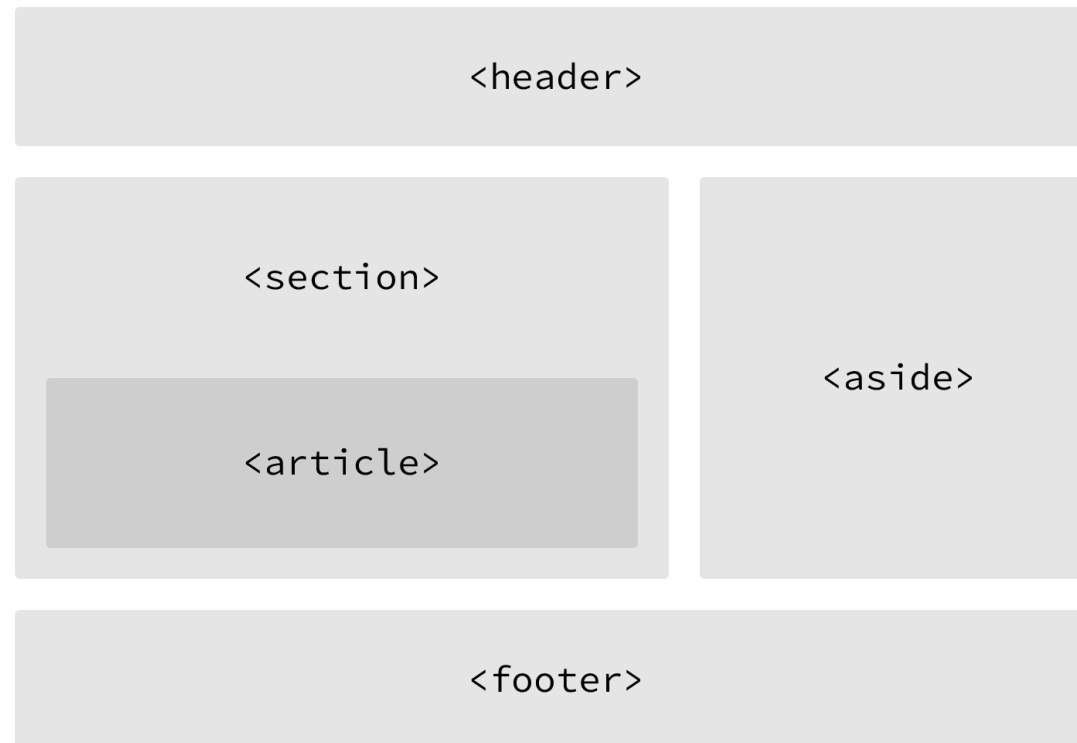 <header>
<section>
<article>
<aside>
<footer>